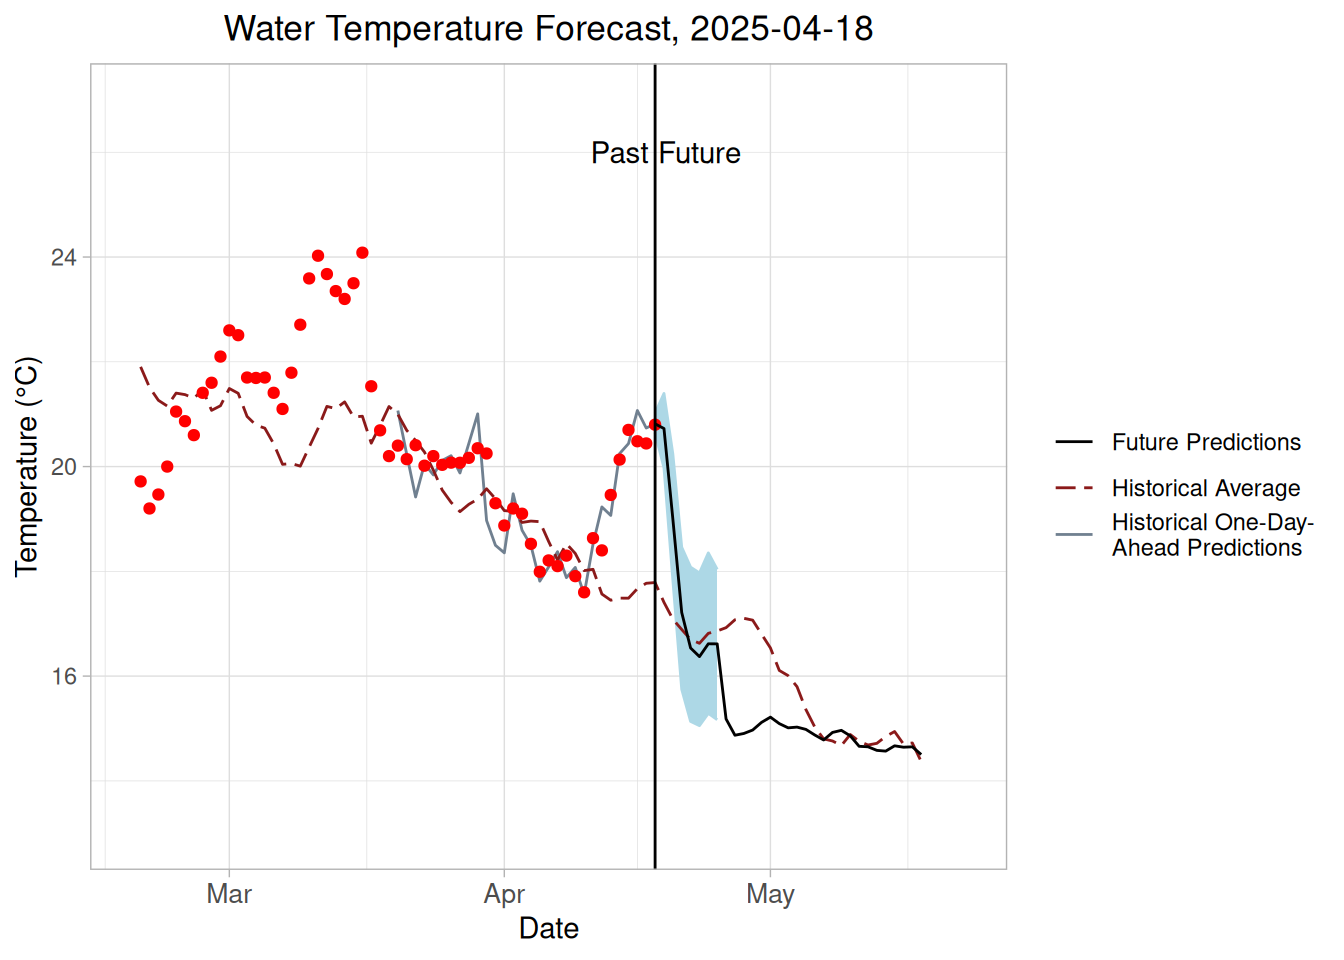 Water Temperature Forecast, 2025-04-18
Past Future
24
20
16
Temperature (°C)
Mar Apr May
Date
Future Predictions
Historical Average
Historical One-Day-
Ahead Predictions